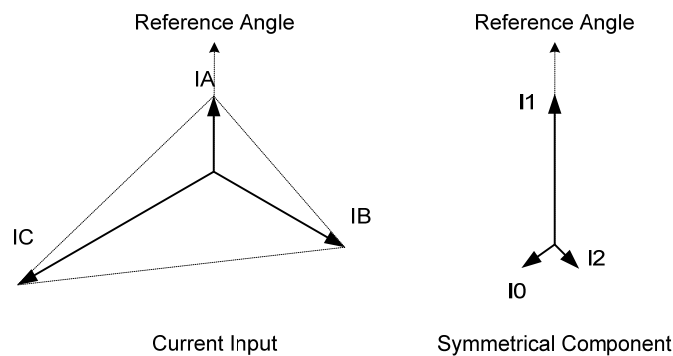 Reference Angle
IA
IB
IC
Current Input
Reference Angle
I1
I2
I0
Symmetrical Component